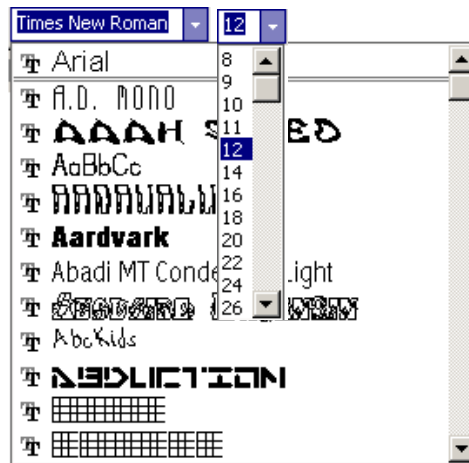 Times New Roman 12
Arial
A.D. MONO
AAAH
AaBbCc
Aardvark
Abadi MT Conde Light
AbcKids
ABDUCTION
8
9
10
11
12
14
16
18
20
22
24
26